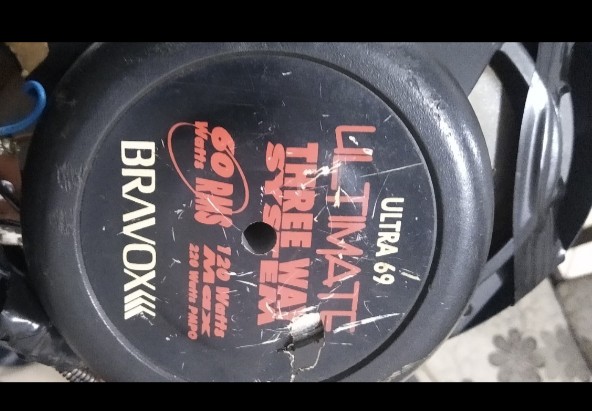 ULTRA 69
ULTIMATE
THREE WAY
SYSTEM
60 RMS
Watts
120 Watts
Max
220 Watts PMPO
BRAVOX